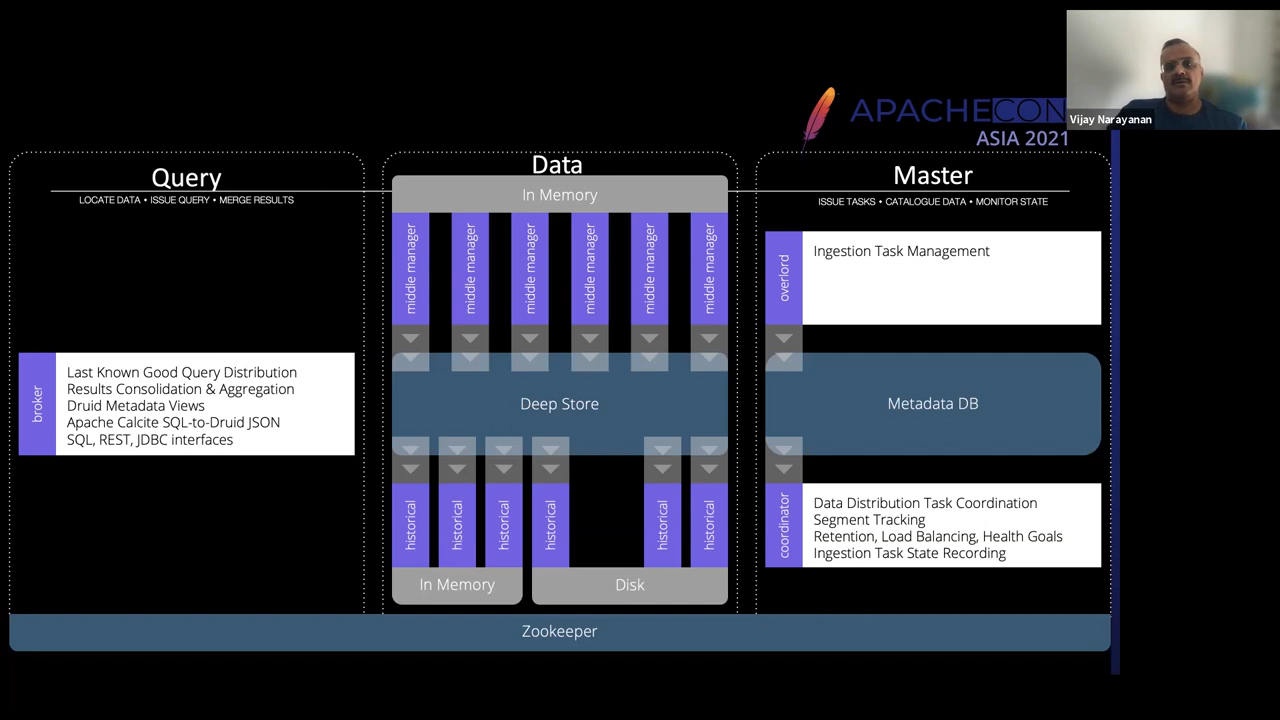 APACHECON
ASIA 2021
Vijay Narayanan
Query
LOCATE DATA • ISSUE QUERY • MERGE RESULTS
broker
Last Known Good Query Distribution
Results Consolidation & Aggregation
Druid Metadata Views
Apache Calcite SQL-to-Druid JSON
SQL, REST, JDBC interfaces
Data
In Memory
middle manager
middle manager
middle manager
middle manager
middle manager
middle manager
Deep Store
historical
historical
historical
historical
historical
historical
In Memory
Disk
Master
ISSUE TASKS • CATALOGUE DATA • MONITOR STATE
overlord
Ingestion Task Management
Metadata DB
coordinator
Data Distribution Task Coordination
Segment Tracking
Retention, Load Balancing, Health Goals
Ingestion Task State Recording
Zookeeper